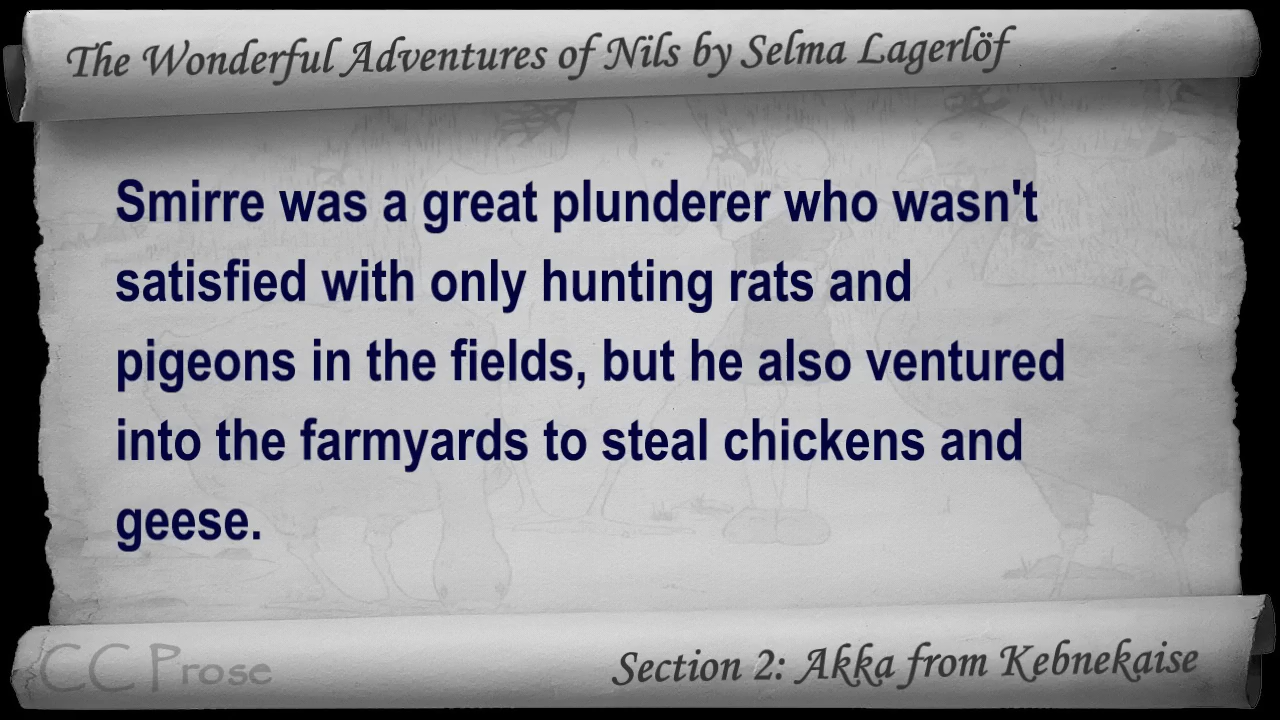 The Wonderful Adventures of Nils by Selma Lagerlöf
Smirre was a great plunderer who wasn't
satisfied with only hunting rats and
pigeons in the fields, but he also ventured
into the farmyards to steal chickens and
geese.
CC Prose
Section 2: Akka from Kebnekaise